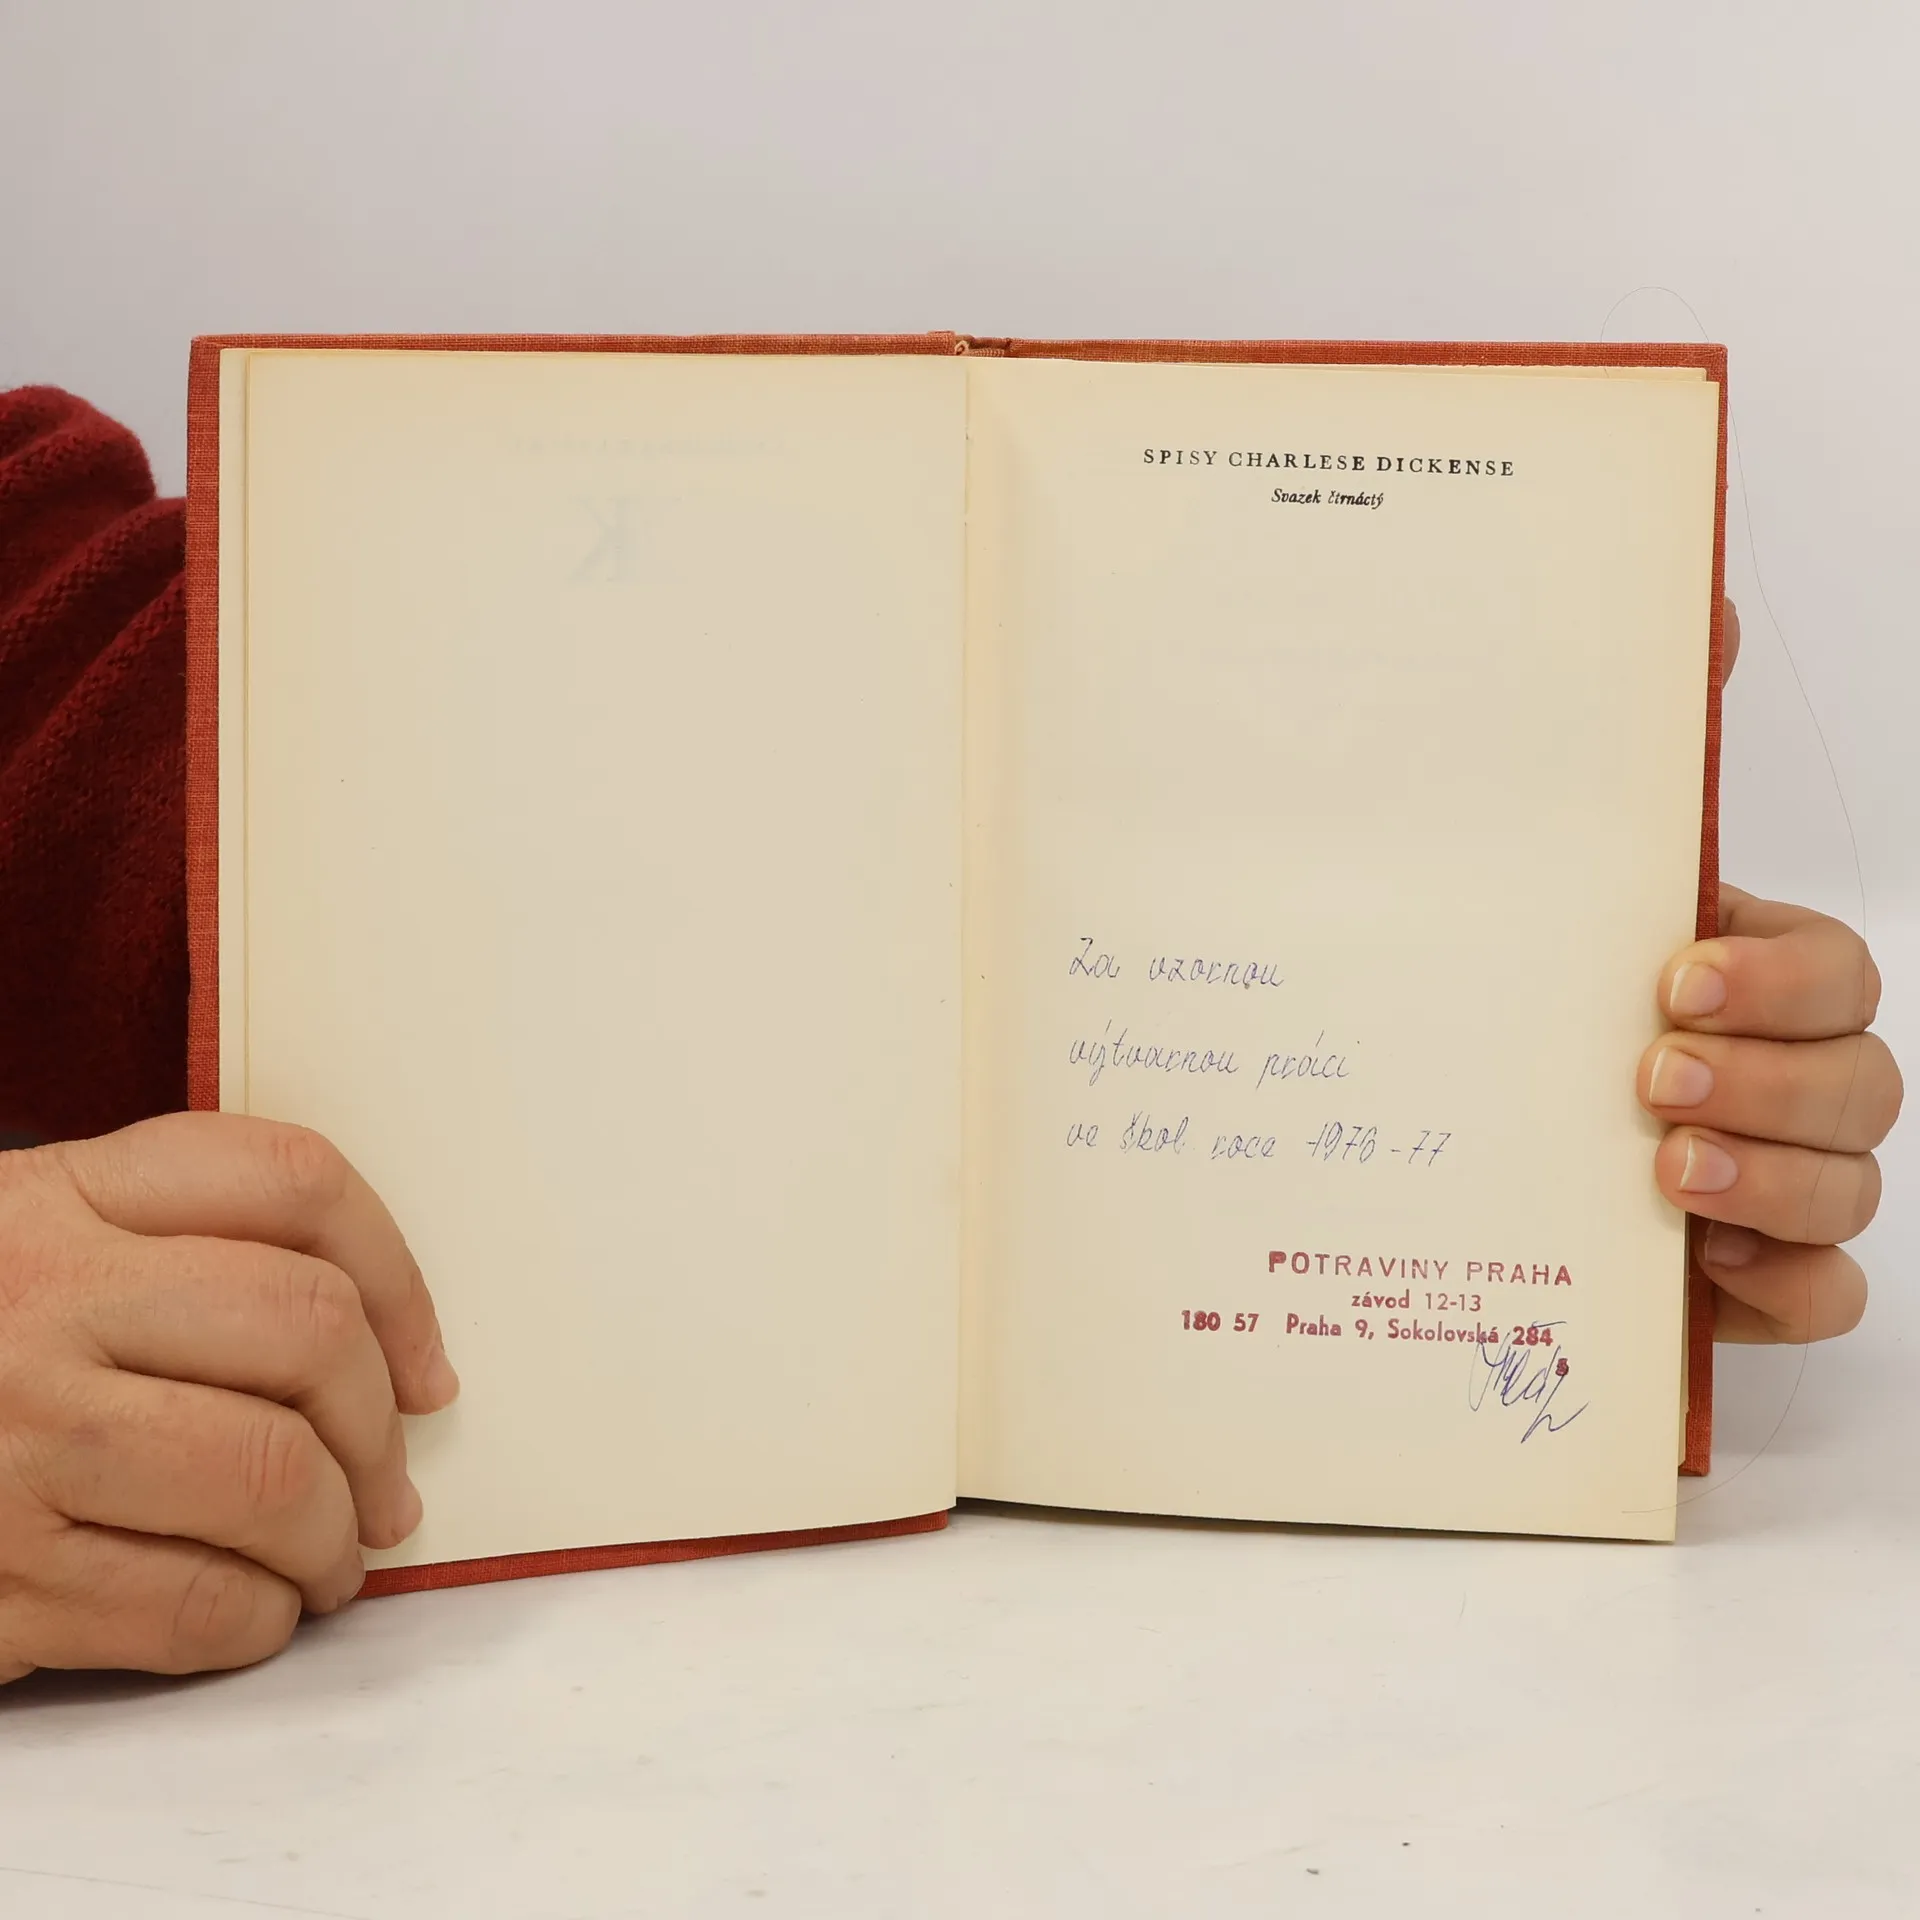 SPISY CHARLESE DICKENSE
Svazek čtrnáctý
Za vzornou
výtvarnou práci
ve škol. roce 1976-77
POTRAVINY PRAHA
závod 12-13
180 57 Praha 9, Sokolovská 284
5